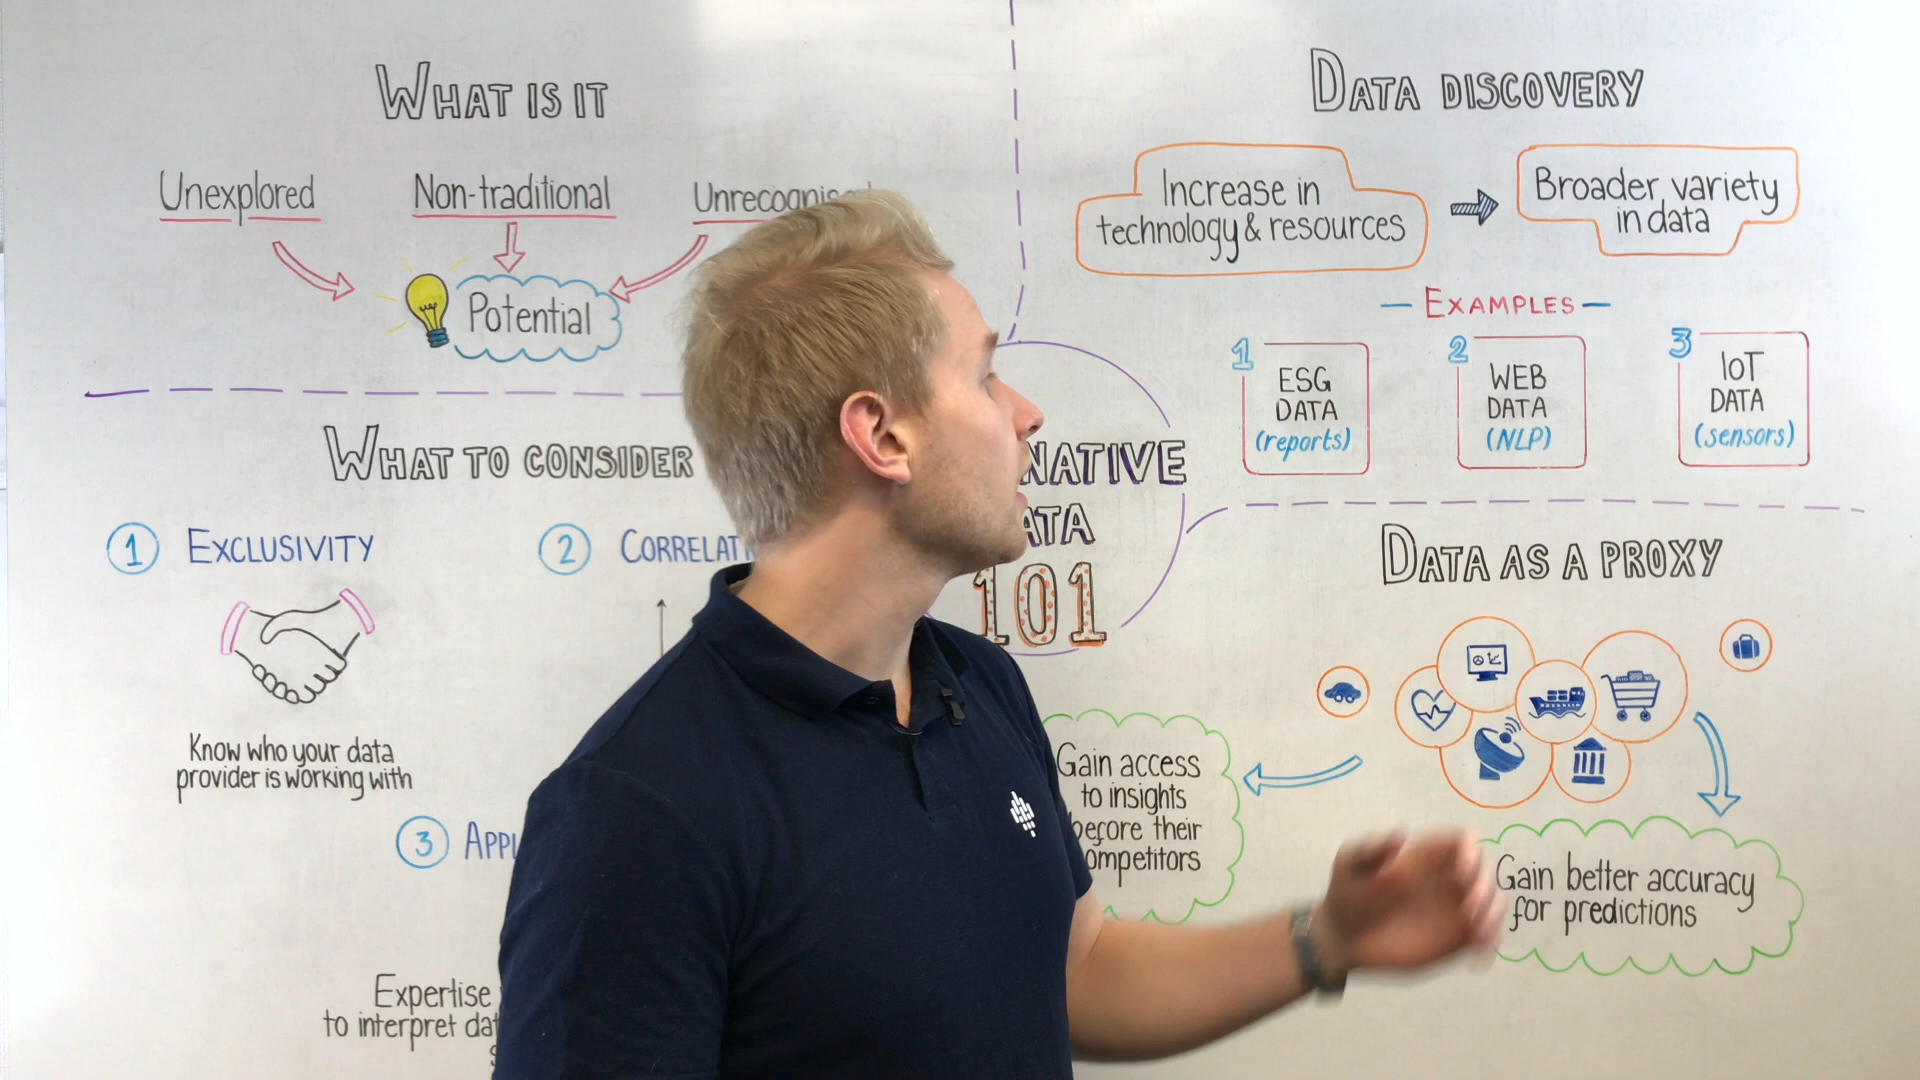 WHAT IS IT
Unexplored
Non-traditional
Potential
WHAT TO CONSIDER
1 EXCLUSIVITY
Know who your data
provider is working with
2
3
Expertise
to interpret
101
DATA DISCOVERY
Increase in
technology & resources
Broader variety
in data
EXAMPLES
1 ESG
DATA
(reports)
2 WEB
DATA
(NLP)
3 IoT
DATA
(sensors)
DATA AS A PROXY
Gain access
to insights
before their
competitors
Gain better accuracy
for predictions